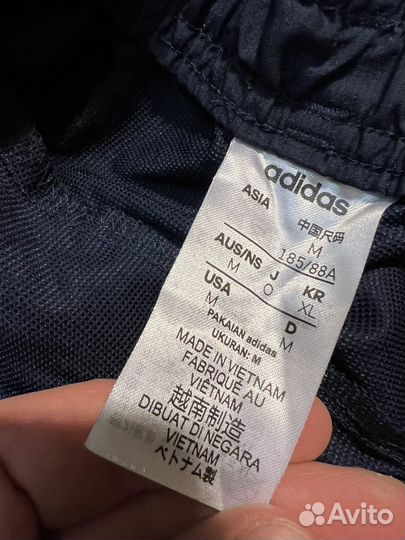 adidas
ASIA 中国尺码
M 185/88A
AUS/NS J KR
M O XL
USA D
M M
PAKAIAN adidas
UKURAN: M
MADE IN VIETNAM
FABRIQUE AU
VIETNAM
越南制造
DIBUAT DI NEGARA
VIETNAM
ベトナム製
Avito